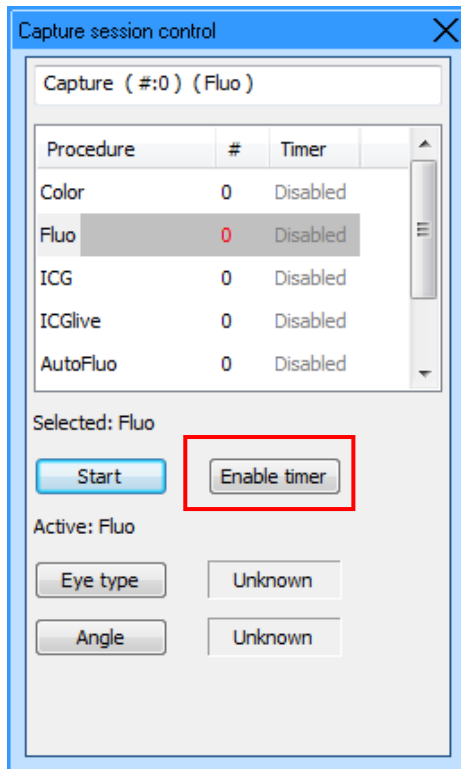 Capture session control
Capture (#:0) (Fluo)
Procedure # Timer
Color 0 Disabled
Fluo 0 Disabled
ICG 0 Disabled
ICGlive 0 Disabled
AutoFluo 0 Disabled
Selected: Fluo
Start Enable timer
Active: Fluo
Eye type Unknown
Angle Unknown